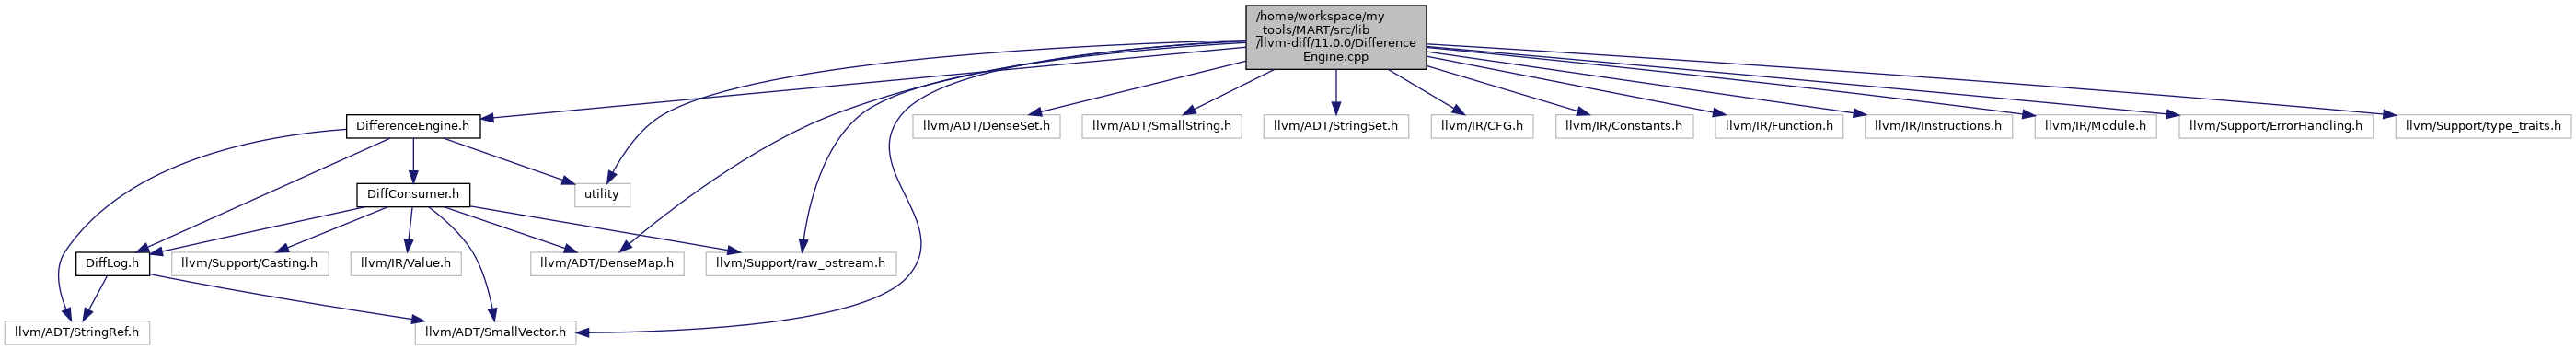 /home/workspace/my
_tools/MART/src/lib
/llvm-diff/11.0.0/Difference
Engine.cpp
DifferenceEngine.h
llvm/ADT/DenseSet.h
llvm/ADT/SmallString.h
llvm/ADT/StringSet.h
llvm/IR/CFG.h
llvm/IR/Constants.h
llvm/IR/Function.h
llvm/IR/Instructions.h
llvm/IR/Module.h
llvm/Support/ErrorHandling.h
llvm/Support/type_traits.h
DiffConsumer.h
utility
DiffLog.h
llvm/Support/Casting.h
llvm/IR/Value.h
llvm/ADT/DenseMap.h
llvm/Support/raw_ostream.h
llvm/ADT/StringRef.h
llvm/ADT/SmallVector.h